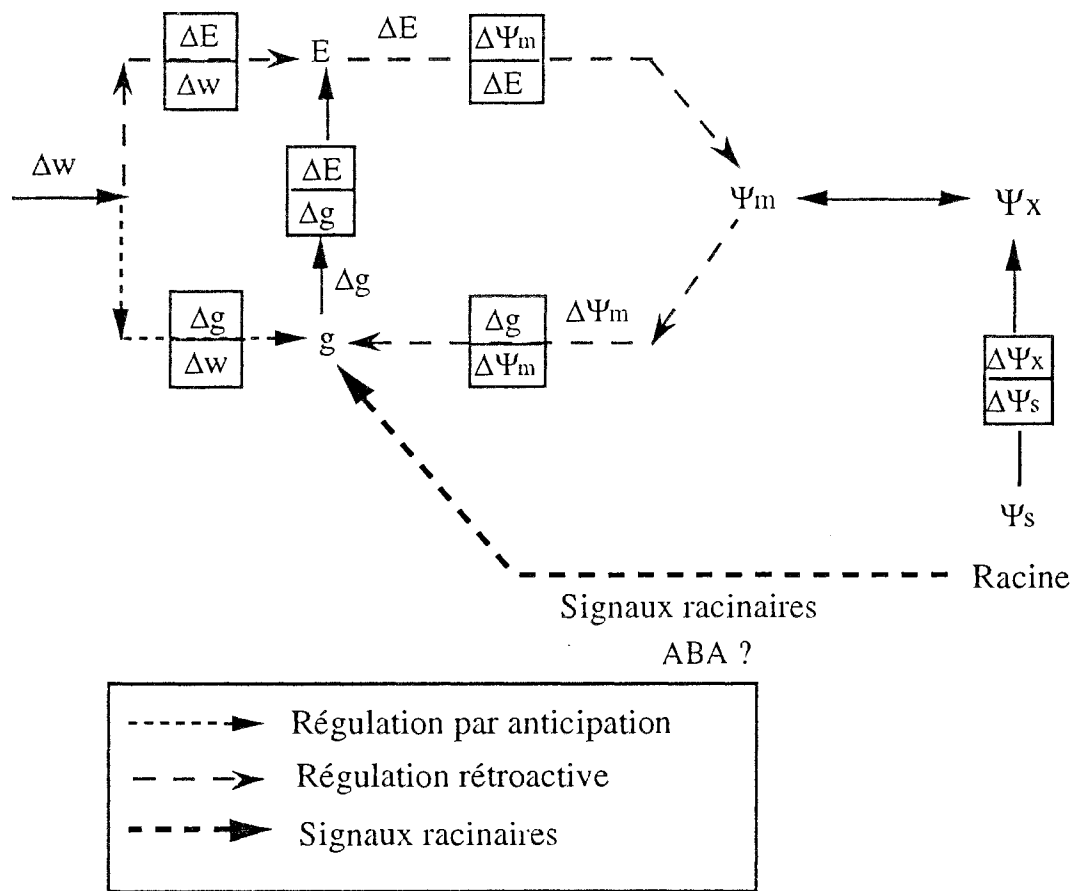 ΔE
Δw
E
ΔE
ΔΨm
ΔE
Δw
ΔE
Δg
Ψm
Ψx
Δg
Δg
Δw
g
Δg
ΔΨm
ΔΨm
ΔΨx
ΔΨs
Ψs
Racine
Signaux racinaires
ABA ?
Régulation par anticipation
Régulation rétroactive
Signaux racinaires